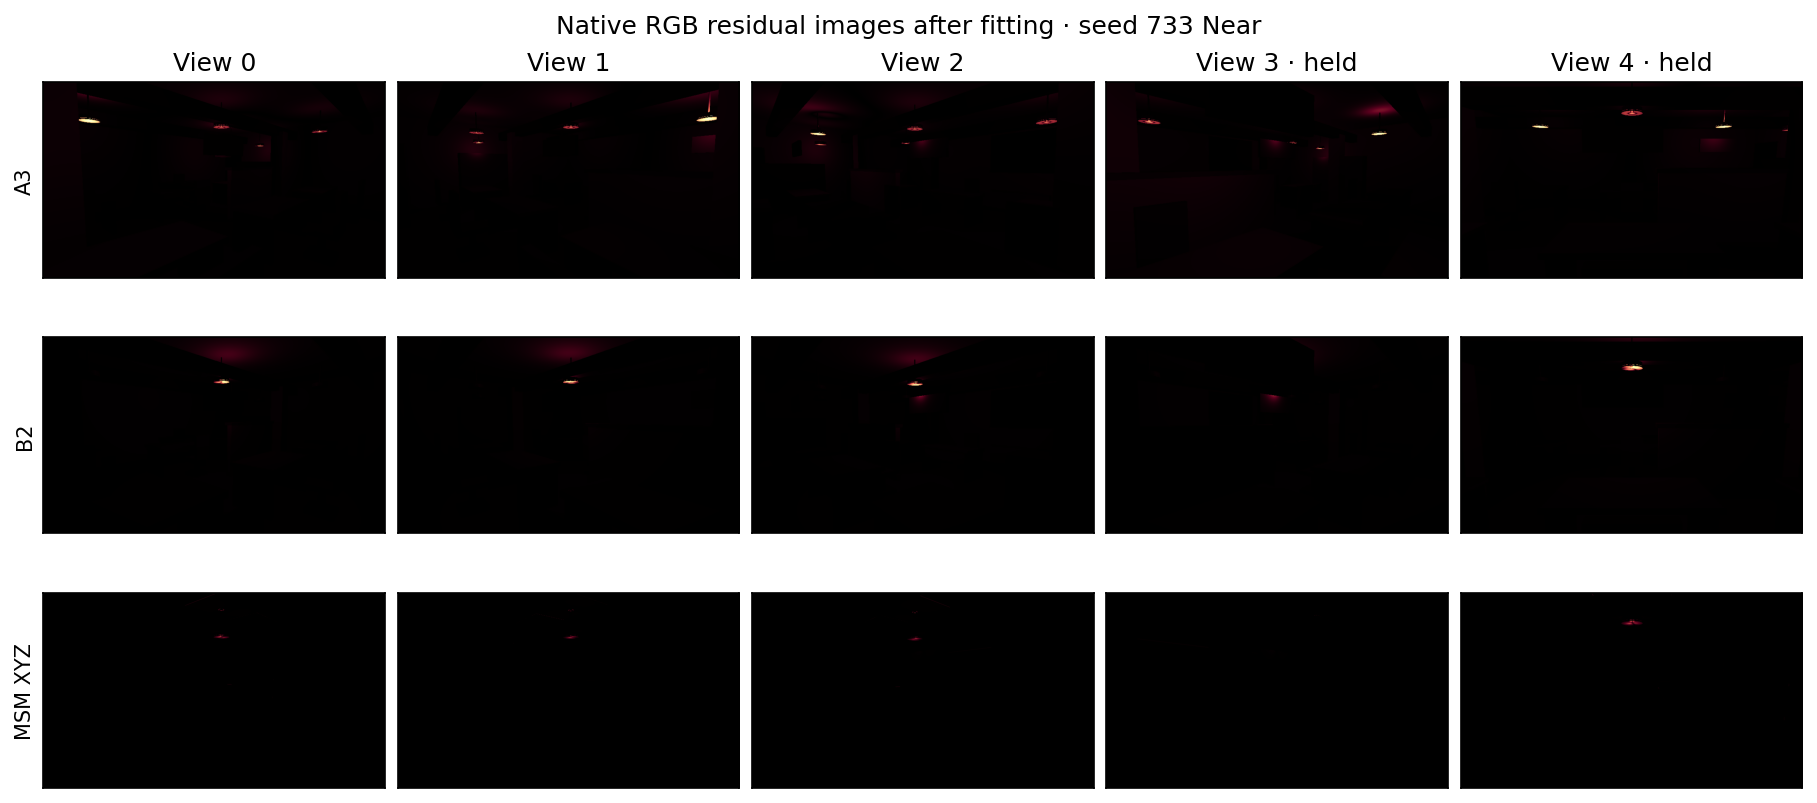 Native RGB residual images after fitting · seed 733 Near
View 0
View 1
View 2
View 3 · held
View 4 · held
A3
B2
MSM XYZ